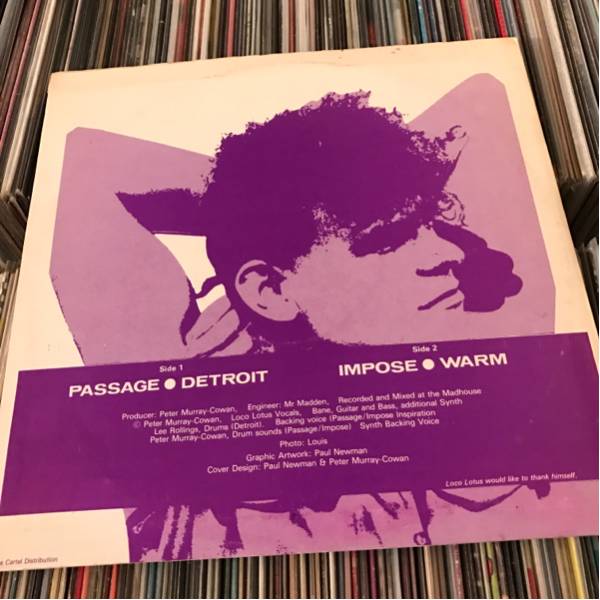 Side 1
PASSAGE ● DETROIT
Side 2
IMPOSE ● WARM
Producer: Peter Murray-Cowan, Engineer: Mr Madden, Recorded and Mixed at the Madhouse
© Peter Murray-Cowan, Loco Lotus Vocals, Bane, Guitar and Bass, additional Synth
Lee Rollings, Drums (Detroit). Backing voice (Passage/Impose Inspiration
Peter Murray-Cowan, Drum sounds (Passage/Impose) Synth Backing Voice
Photo: Louis
Graphic Artwork: Paul Newman
Cover Design: Paul Newman & Peter Murray-Cowan
Loco Lotus would like to thank himself.
Cartel Distribution